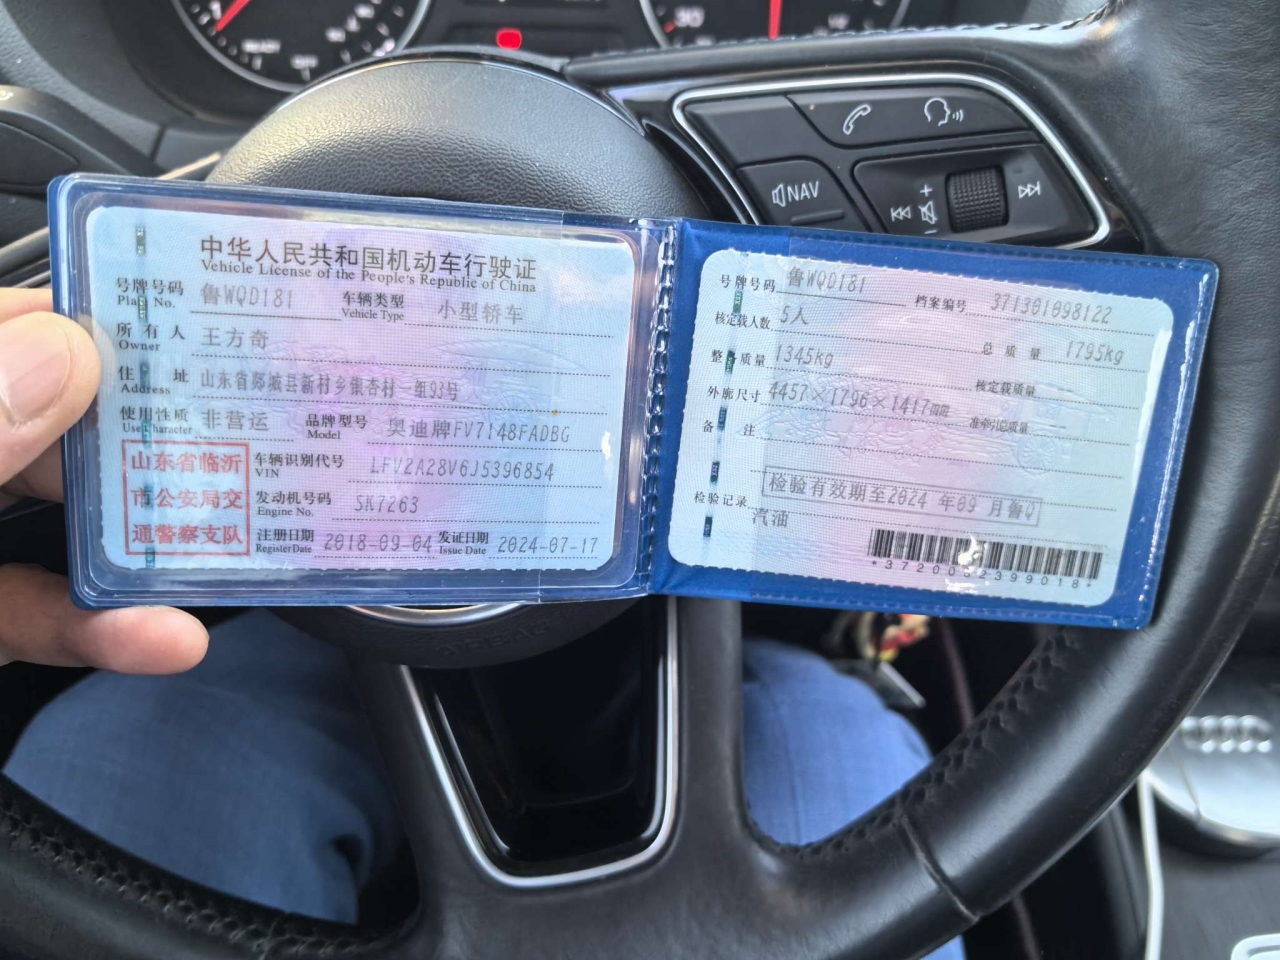 中华人民共和国机动车行驶证
Vehicle License of the People's Republic of China
号牌号码 鲁WQD181 车辆类型 小型轿车
Plate No. Vehicle Type
所有人 王方奇
Owner
住址 山东省郯城县新村乡银杏村一组93号
Address
使用性质 非营运 品牌型号 奥迪牌FV7148FADBG
Use Character Model
山东省临沂
市公安局交
通警察支队
车辆识别代号 LFV2A28V6J5396854
VIN
发动机号码 SK7263
Engine No.
注册日期 2018-09-04 发证日期 2024-07-17
Register Date Issue Date
号牌号码 鲁WQD181 档案编号 371301098122
核定载人数 5人 总质量 1795kg
整备质量 1345kg 核定载质量
外廓尺寸 4457×1796×1417mm 准牵引总质量 —
备注
检验记录 检验有效期至2024年09月鲁Q
汽油
*3720052399018*
NAV